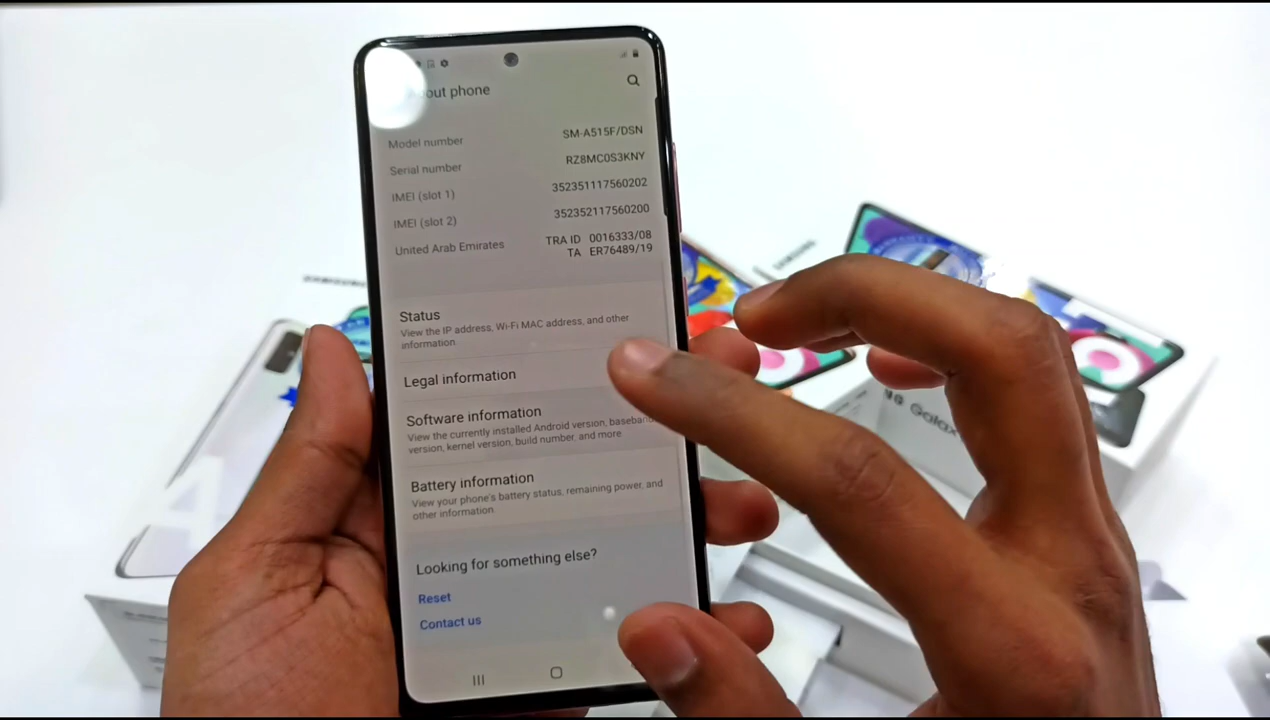 out phone
Model number SM-A515F/DSN
Serial number RZ8MC0S3KNY
IMEI (slot 1) 352351117560202
IMEI (slot 2) 352352117560200
United Arab Emirates TRA ID 0016333/08
TA ER76489/19
Status
View the IP address, Wi-Fi MAC address, and other
information
Legal information
Software information
View the currently installed Android version, baseband
version, kernel version, build number, and more
Battery information
View your phone's battery status, remaining power, and
other information
Looking for something else?
Reset
Contact us
SAMSUNG
SAMSUNG
Galax